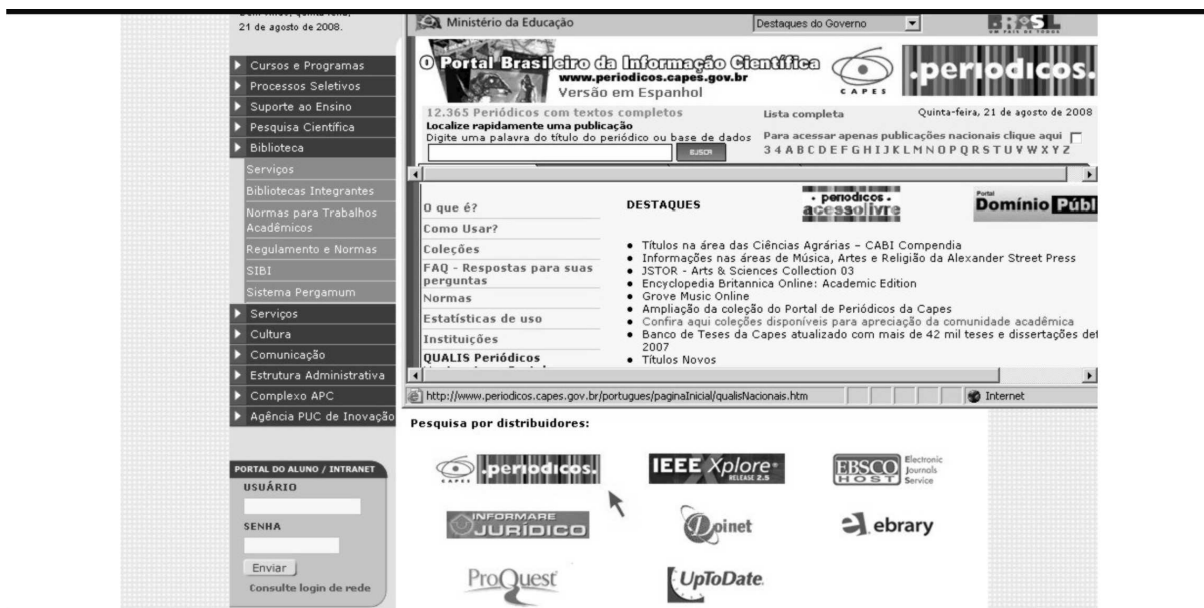 21 de agosto de 2008.
Cursos e Programas
Processos Seletivos
Suporte ao Ensino
Pesquisa Científica
Biblioteca
Serviços
Bibliotecas Integrantes
Normas para Trabalhos
Acadêmicos
Regulamento e Normas
SIBI
Sistema Pergamum
Serviços
Cultura
Comunicação
Estrutura Administrativa
Complexo APC
Agência PUC de Inovação
PORTAL DO ALUNO / INTRANET
USUÁRIO
SENHA
Enviar
Consulte login de rede
Ministério da Educação
Destaques do Governo
BRASIL
UM PAÍS DE TODOS
O Portal Brasileiro da Informação Científica
www.periodicos.capes.gov.br
Versão em Espanhol
CAPES
.periodicos.
12.365 Periódicos com textos completos
Lista completa
Quinta-feira, 21 de agosto de 2008
Localize rapidamente uma publicação
Digite uma palavra do título do periódico ou base de dados
BUSCAR
Para acessar apenas publicações nacionais clique aqui
3 4 A B C D E F G H I J K L M N O P Q R S T U V W X Y Z
O que é?
Como Usar?
Coleções
FAQ - Respostas para suas
perguntas
Normas
Estatísticas de uso
Instituições
QUALIS Periódicos
DESTAQUES
. periodicos .
acessolivre
Portal
Domínio Públ
• Títulos na área das Ciências Agrárias – CABI Compendia
• Informações nas áreas de Música, Artes e Religião da Alexander Street Press
• JSTOR - Arts & Sciences Collection 03
• Encyclopedia Britannica Online: Academic Edition
• Grove Music Online
• Ampliação da coleção do Portal de Periódicos da Capes
• Confira aqui coleções disponíveis para apreciação da comunidade acadêmica
• Banco de Teses da Capes atualizado com mais de 42 mil teses e dissertações def
2007
• Títulos Novos
http://www.periodicos.capes.gov.br/portugues/paginaInicial/qualisNacionais.htm
Internet
Pesquisa por distribuidores:
CAPES .periodicos.
IEEE Xplore
RELEASE 2.5
EBSCO HOST Electronic Journals Service
INFORMARE JURÍDICO
Doinet
ebrary
ProQuest
UpToDate